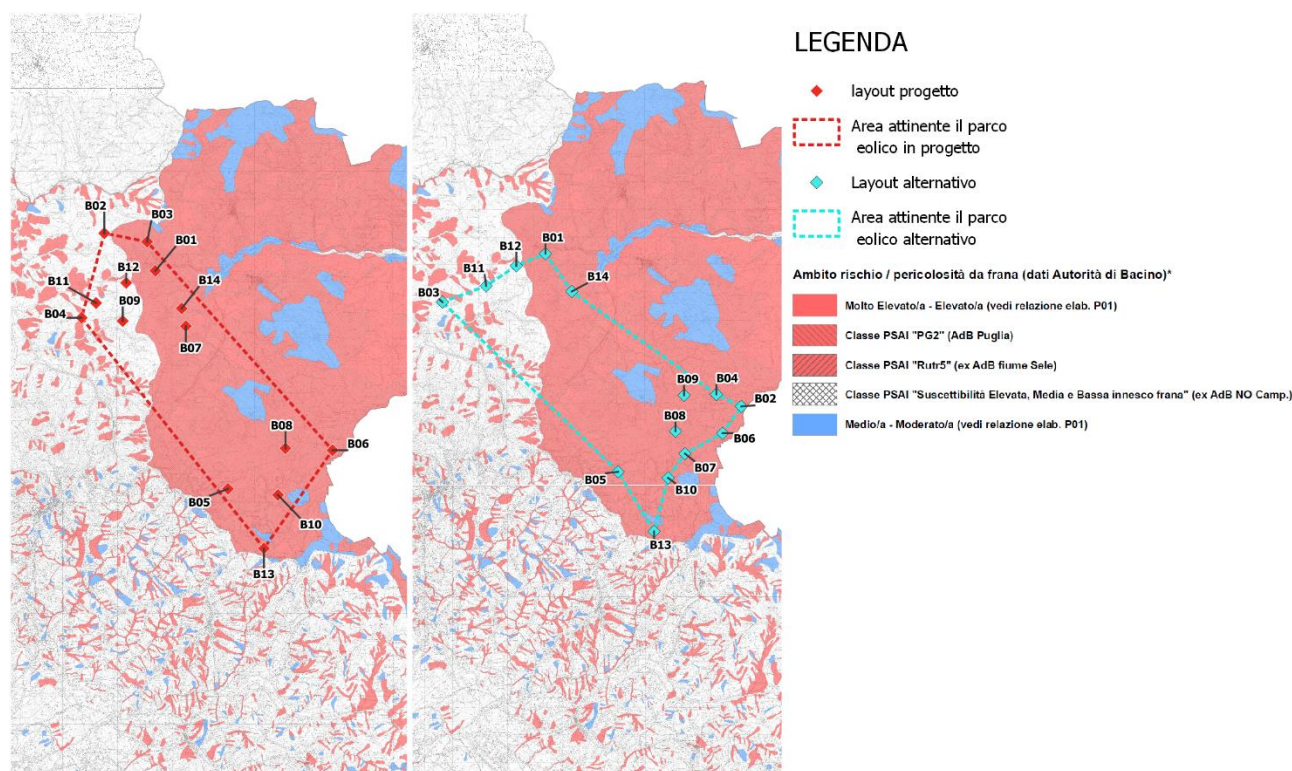 B02
B03
B01
B12
B14
B11
B09
B04
B07
B08
B06
B05
B10
B13
B12
B01
B11
B14
B03
B09
B04
B02
B08
B06
B07
B05
B10
B13
LEGENDA
layout progetto
Area attinente il parco
eolico in progetto
Layout alternativo
Area attinente il parco
eolico alternativo
Ambito rischio / pericolosità da frana (dati Autorità di Bacino)*
Molto Elevato/a - Elevato/a (vedi relazione elab. P01)
Classe PSAI "PG2" (AdB Puglia)
Classe PSAI "Rutr5" (ex AdB fiume Sele)
Classe PSAI "Suscettibilità Elevata, Media e Bassa innesco frana" (ex AdB NO Camp.)
Medio/a - Moderato/a (vedi relazione elab. P01)